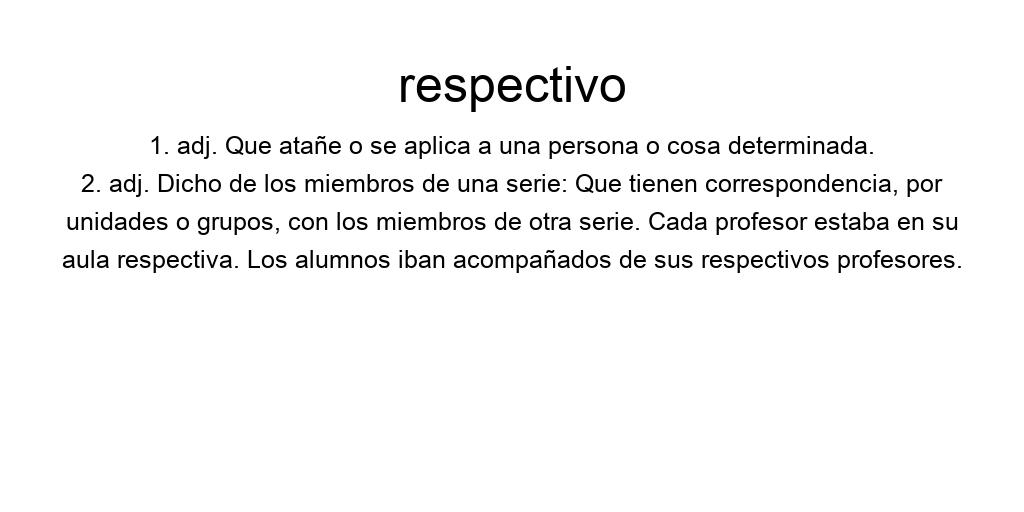 respectivo
1. adj. Que atañe o se aplica a una persona o cosa determinada.
2. adj. Dicho de los miembros de una serie: Que tienen correspondencia, por
unidades o grupos, con los miembros de otra serie. Cada profesor estaba en su
aula respectiva. Los alumnos iban acompañados de sus respectivos profesores.